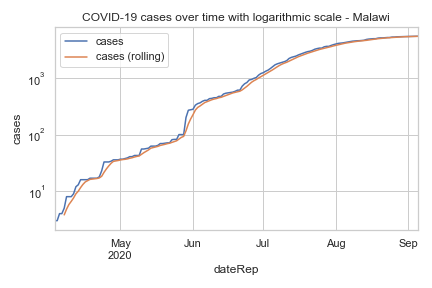 COVID-19 cases over time with logarithmic scale - Malawi
cases
cases (rolling)
10³
10²
10¹
cases
May
2020
Jun
Jul
Aug
Sep
dateRep